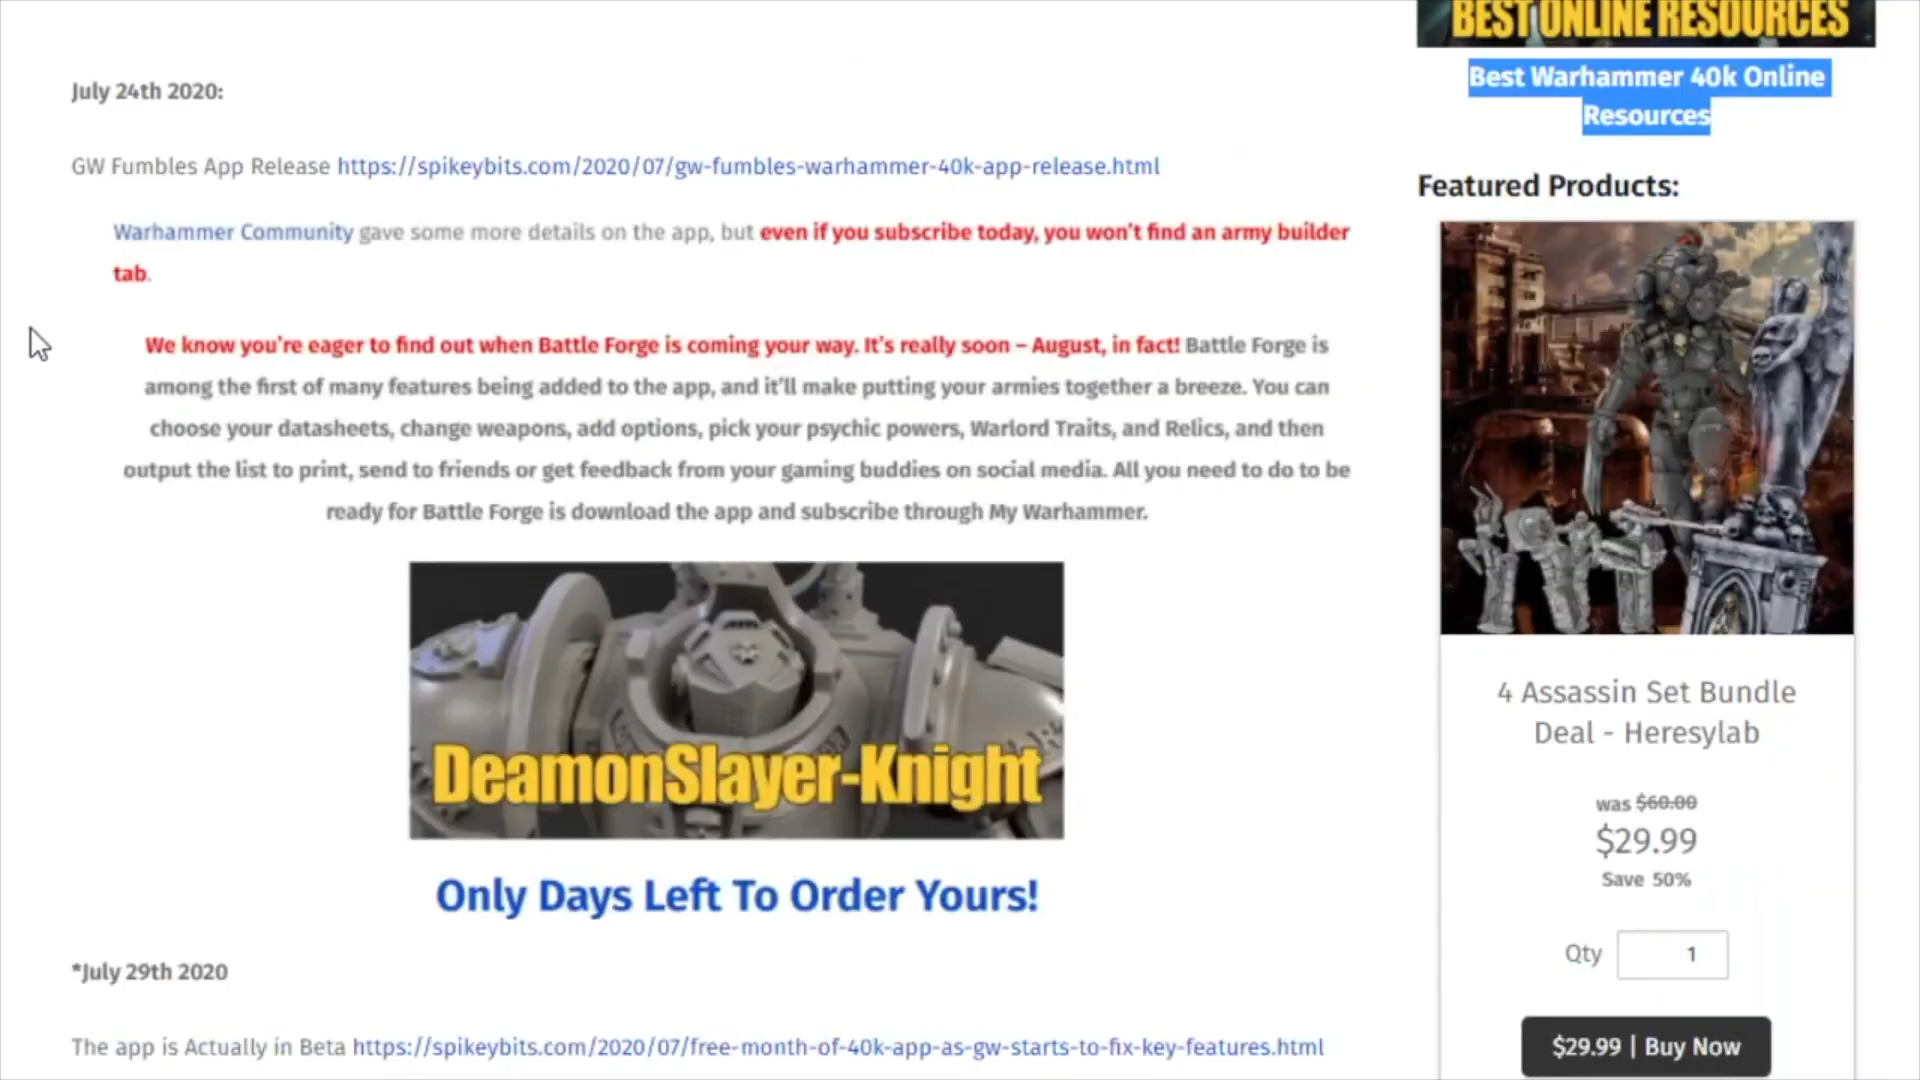 July 24th 2020:
GW Fumbles App Release https://spikeybits.com/2020/07/gw-fumbles-warhammer-40k-app-release.html
Warhammer Community gave some more details on the app, but even if you subscribe today, you won't find an army builder
tab.
We know you're eager to find out when Battle Forge is coming your way. It's really soon – August, in fact! Battle Forge is
among the first of many features being added to the app, and it'll make putting your armies together a breeze. You can
choose your datasheets, change weapons, add options, pick your psychic powers, Warlord Traits, and Relics, and then
output the list to print, send to friends or get feedback from your gaming buddies on social media. All you need to do to be
ready for Battle Forge is download the app and subscribe through My Warhammer.
DeamonSlayer-Knight
Only Days Left To Order Yours!
*July 29th 2020
The app is Actually in Beta https://spikeybits.com/2020/07/free-month-of-40k-app-as-gw-starts-to-fix-key-features.html
BEST ONLINE RESOURCES
Best Warhammer 40k Online
Resources
Featured Products:
4 Assassin Set Bundle
Deal - Heresylab
was $60.00
$29.99
Save 50%
Qty 1
$29.99 | Buy Now